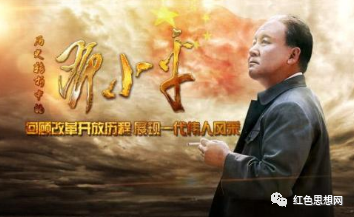 历史转折中的
邓小平
回顾改革开放历程 展现一代伟人风采
红色思想网